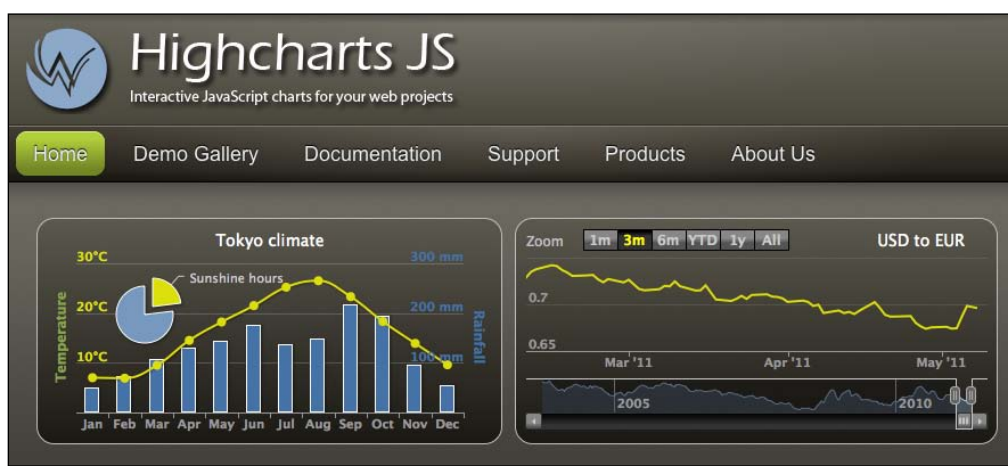 Highcharts JS
Interactive JavaScript charts for your web projects
Home Demo Gallery Documentation Support Products About Us
Tokyo climate
30°C 300 mm
Sunshine hours
20°C 200 mm
10°C 100 mm
Temperature
Rainfall
Jan Feb Mar Apr May Jun Jul Aug Sep Oct Nov Dec
Zoom 1m 3m 6m YTD 1y All USD to EUR
0.7
0.65
Mar '11 Apr '11 May '11
2005 2010